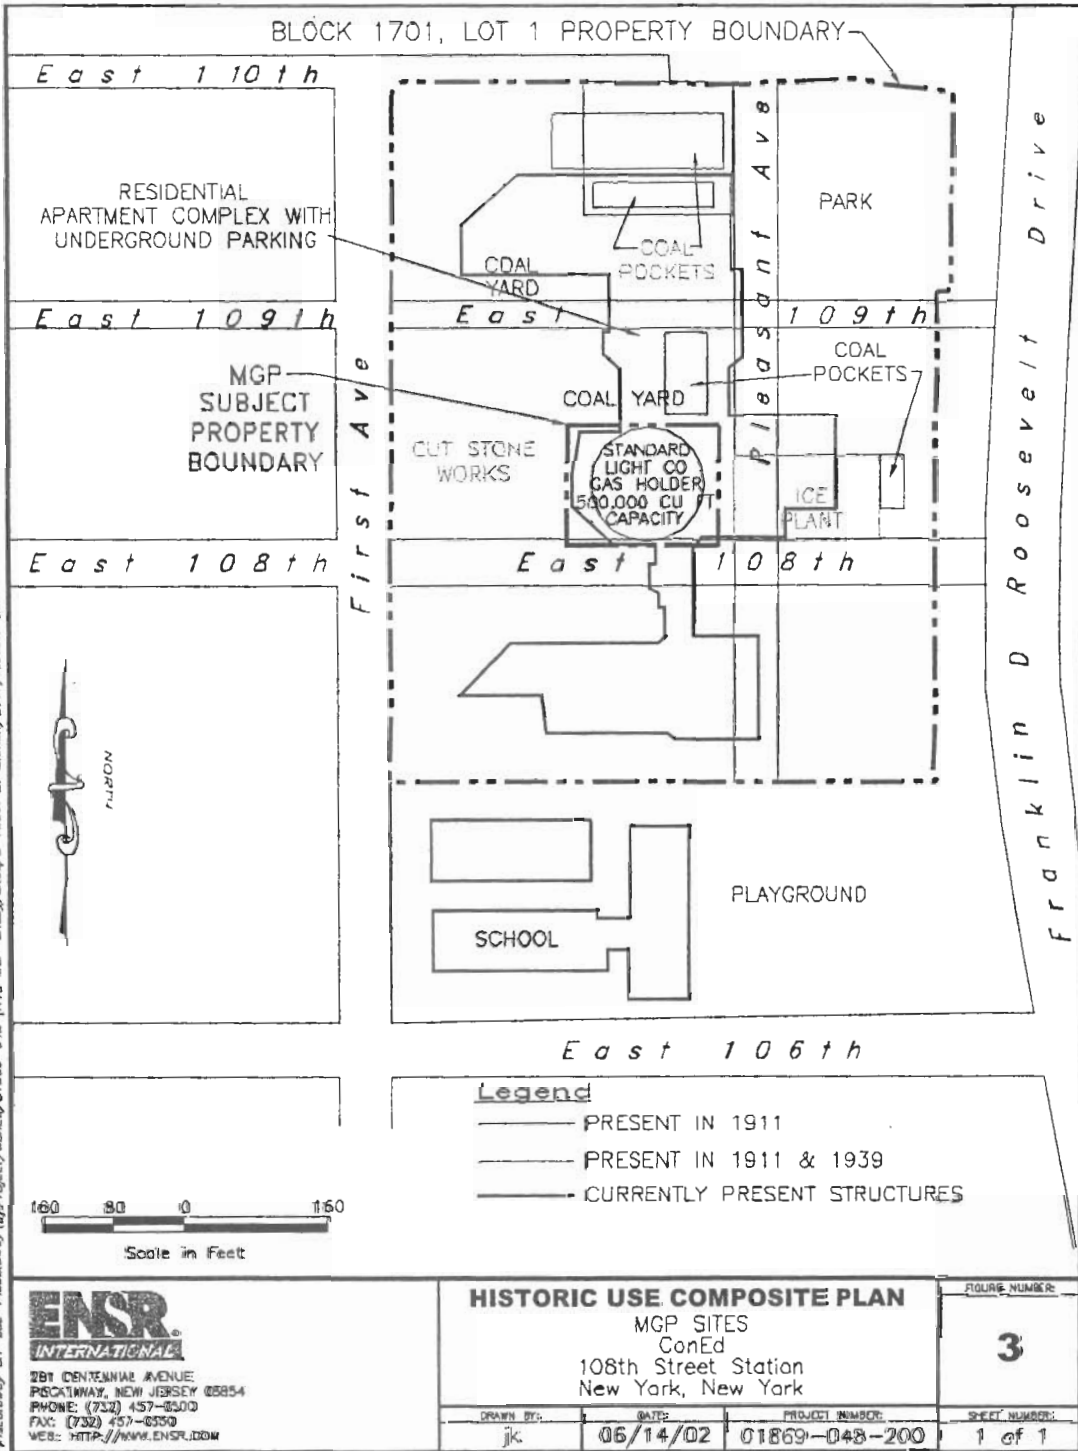 BLOCK 1701, LOT 1 PROPERTY BOUNDARY
East 110th
RESIDENTIAL
APARTMENT COMPLEX WITH
UNDERGROUND PARKING
Pleasant Ave
PARK
Franklin D Roosevelt Drive
COAL
POCKETS
COAL
YARD
East 109th
East 109th
First Ave
MGP
SUBJECT
PROPERTY
BOUNDARY
COAL
POCKETS
COAL YARD
CUT STONE
WORKS
STANDARD
LIGHT CO
GAS HOLDER
500,000 CU FT
CAPACITY
ICE
PLANT
East 108th
East 108th
NORTH
PLAYGROUND
SCHOOL
East 106th
Legend
PRESENT IN 1911
PRESENT IN 1911 & 1939
CURRENTLY PRESENT STRUCTURES
160 80 0 160
Scale in Feet
ENSR
INTERNATIONAL
281 CENTENNIAL AVENUE
PISCATAWAY, NEW JERSEY 08854
PHONE: (732) 457-0500
FAX: (732) 457-0550
WEB: HTTP://WWW.ENSR.COM
HISTORIC USE COMPOSITE PLAN
MGP SITES
ConEd
108th Street Station
New York, New York
FIGURE NUMBER:
3
DRAWN BY:
jk
DATE:
06/14/02
PROJECT NUMBER:
01869-048-200
SHEET NUMBER:
1 of 1